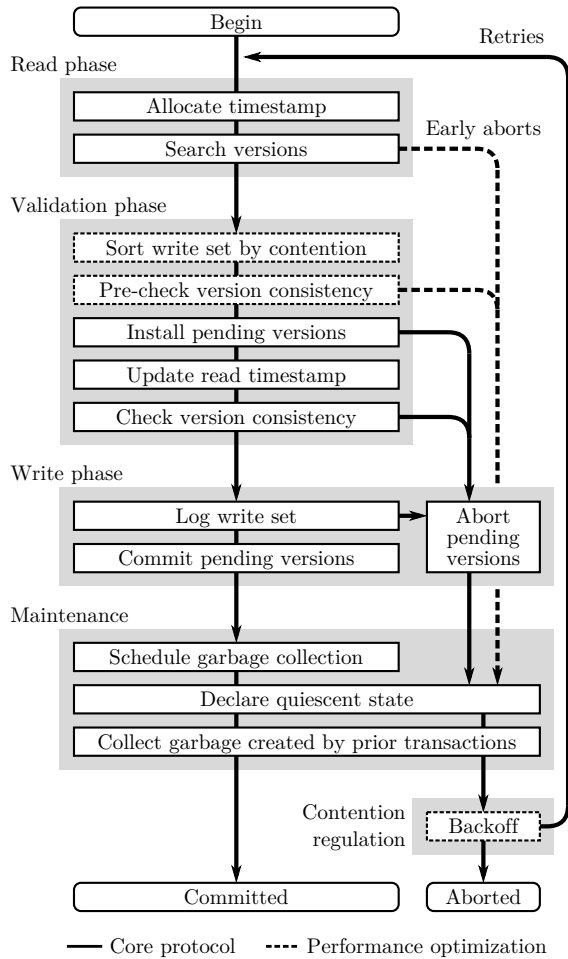 Begin
Retries
Read phase
Allocate timestamp
Early aborts
Search versions
Validation phase
Sort write set by contention
Pre-check version consistency
Install pending versions
Update read timestamp
Check version consistency
Write phase
Log write set
Abort
pending
versions
Commit pending versions
Maintenance
Schedule garbage collection
Declare quiescent state
Collect garbage created by prior transactions
Contention
regulation
Backoff
Committed
Aborted
Core protocol
Performance optimization